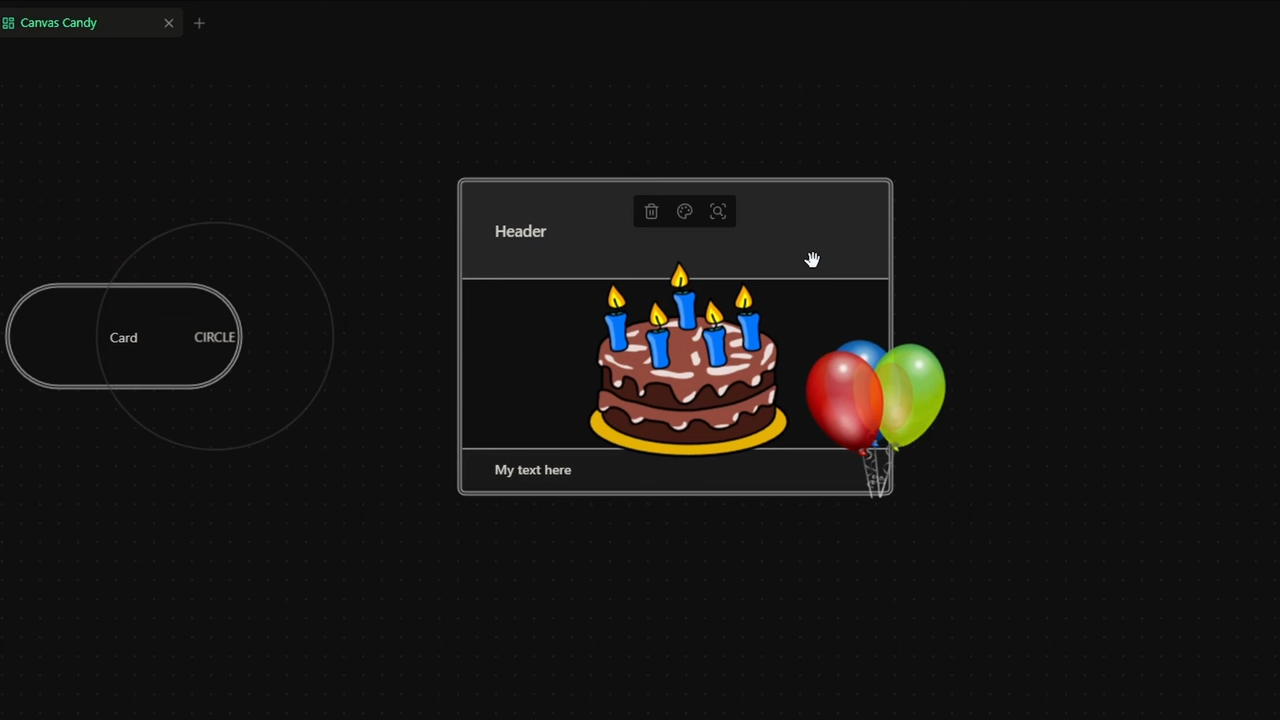 Canvas Candy
Header
Card
CIRCLE
My text here